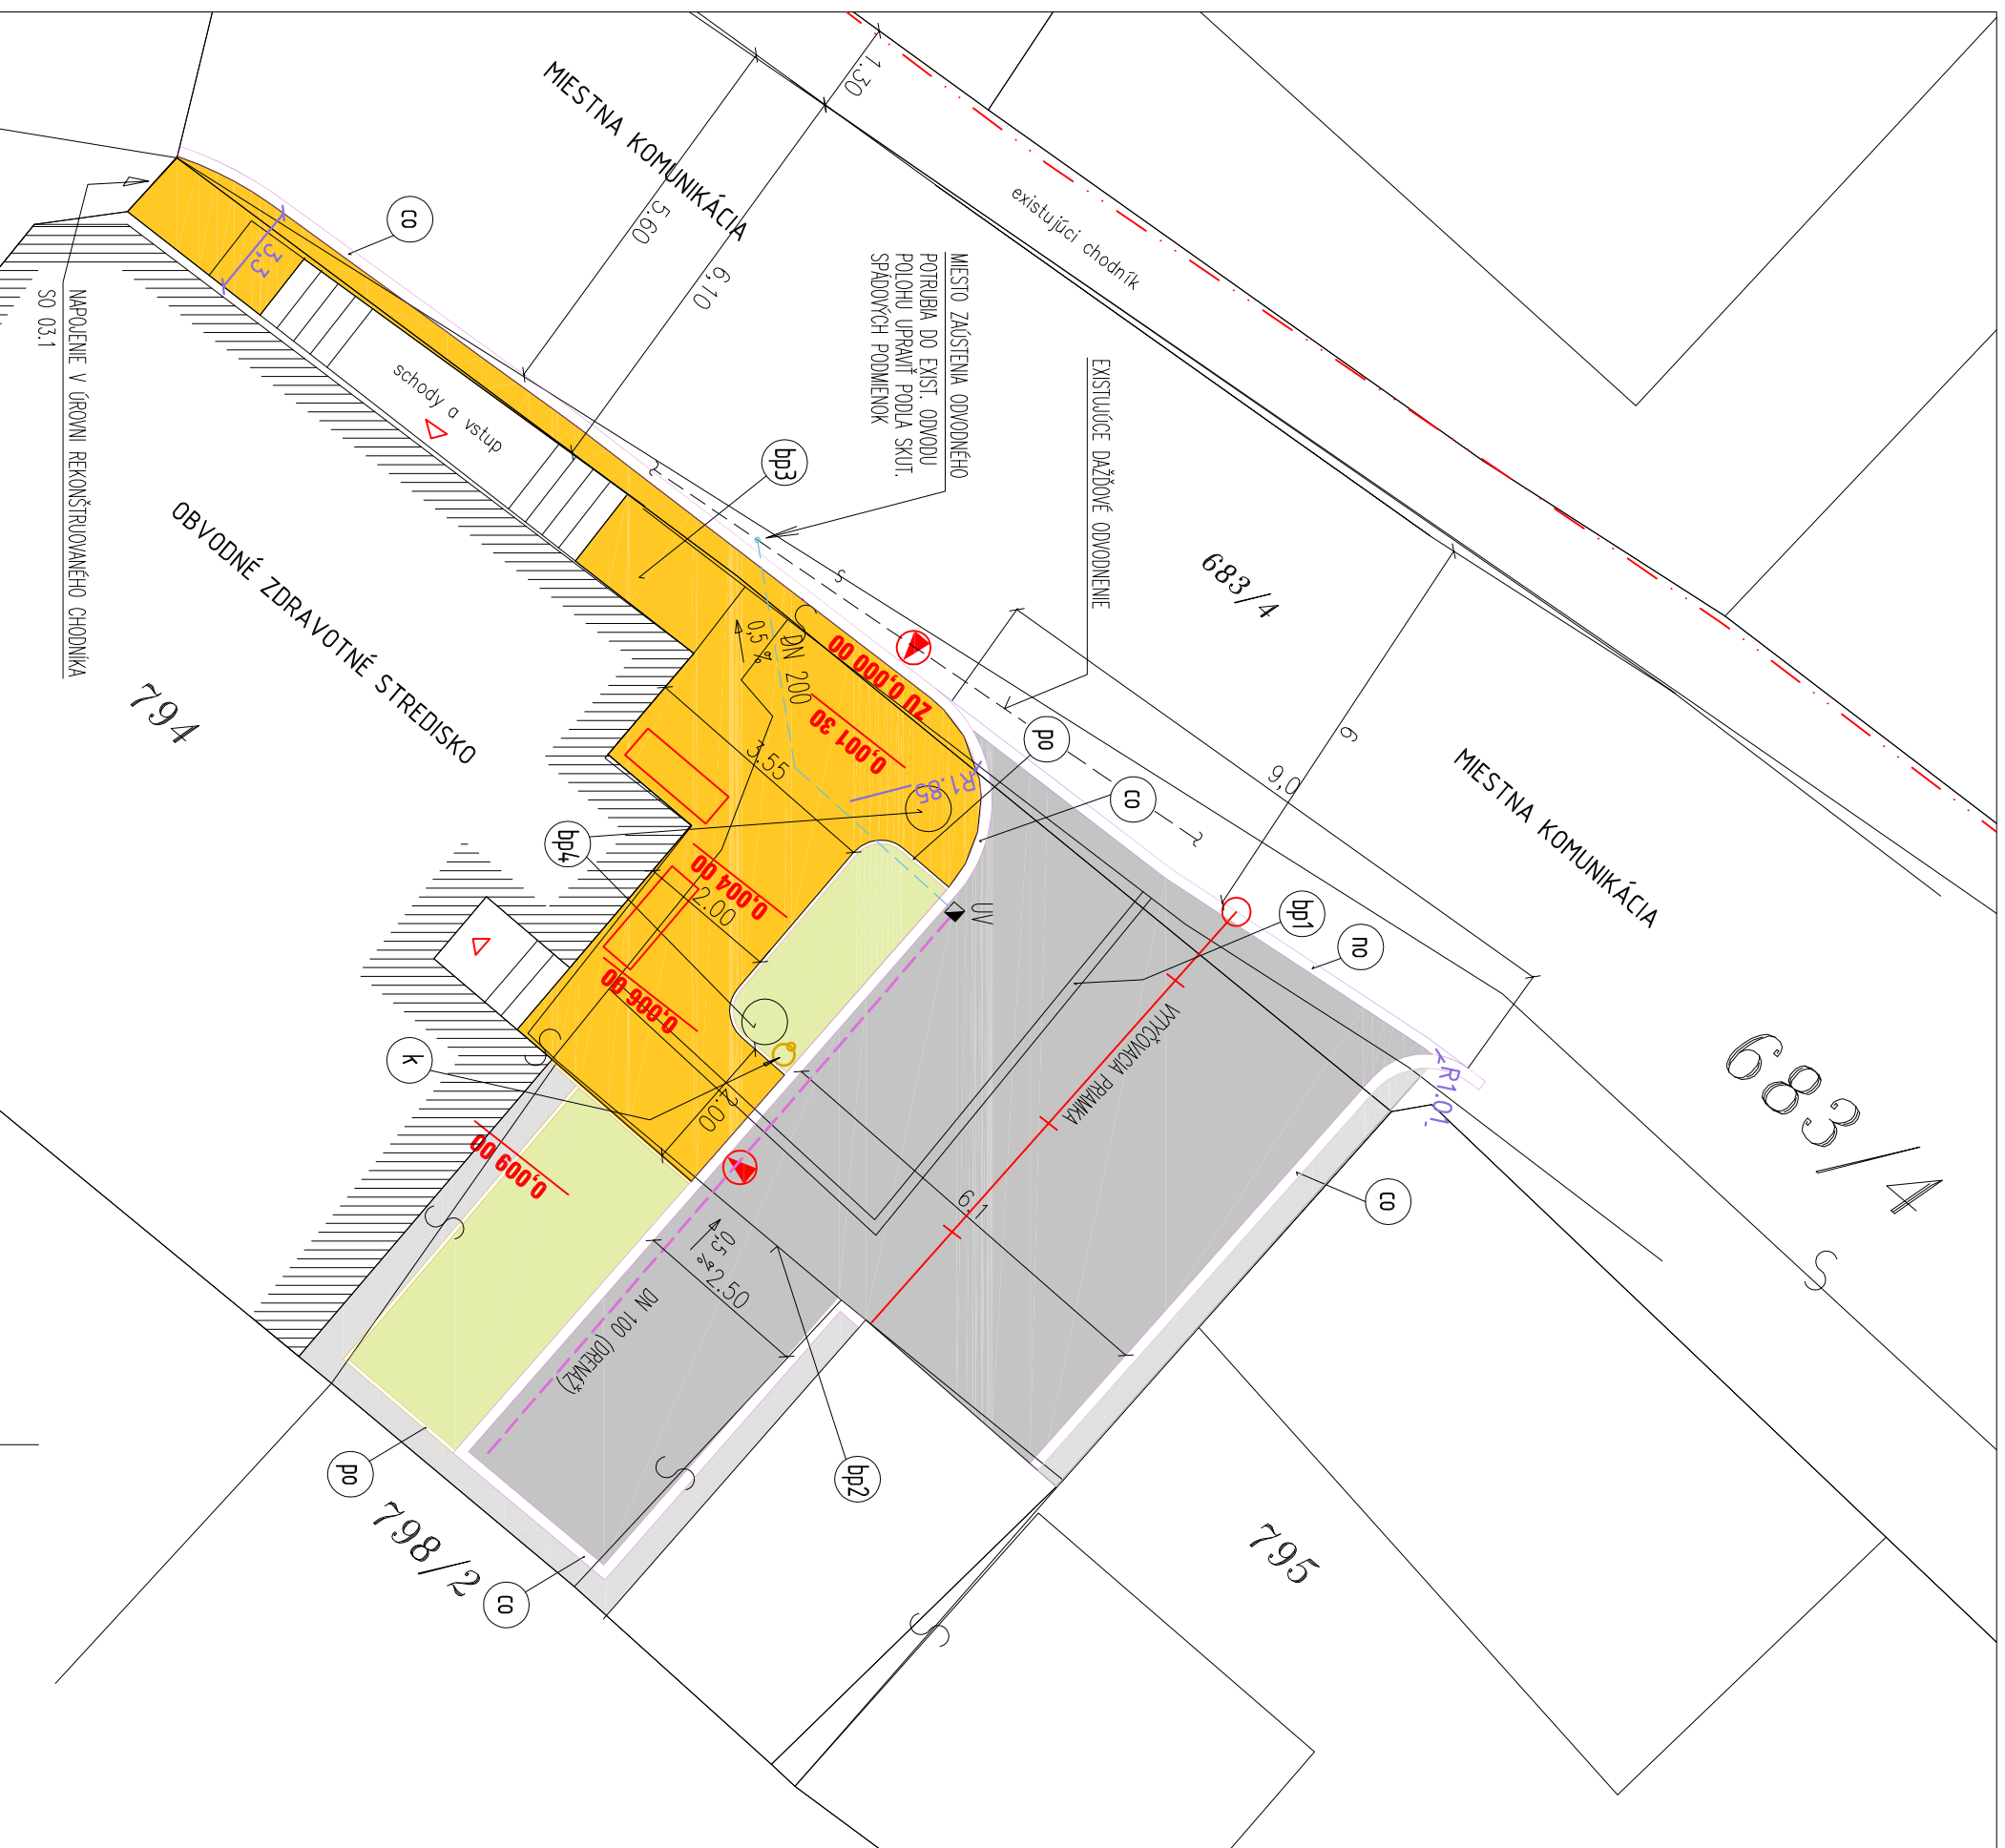 MIESTNA KOMUNIKÁCIA
1.30
5.60
6,10
existujúci chodník
co
3,3
NAPOJENIE V ÚROVNI REKONŠTRUOVANÉHO CHODNÍKA
SO 03.1
schody a vstup
OBVODNÉ ZDRAVOTNÉ STREDISKO
794
MIESTO ZAÚSTENIA ODVODNÉHO
POTRUBIA DO EXIST. ODVODU
POLOHU UPRAVIŤ PODĽA SKUT.
SPÁDOVÝCH PODMIENOK
EXISTUJÚCE DAŽĎOVÉ ODVODNENIE
bp3
683/4
MIESTNA KOMUNIKÁCIA
6
9,0
683/4
ZÚ 0,000 00
0,001 30
DN 200
0,5 %
3.55
R1.85
po
co
bp1
no
bp4
0,004 00
2.00
0,006 00
UV
k
2.00
0,009 00
VYTYČOVACIA PRIAMKA
R1.01
6.1
co
0,5 %
2.50
DN 100 (DRENÁŽ)
bp2
po
798/2
co
795